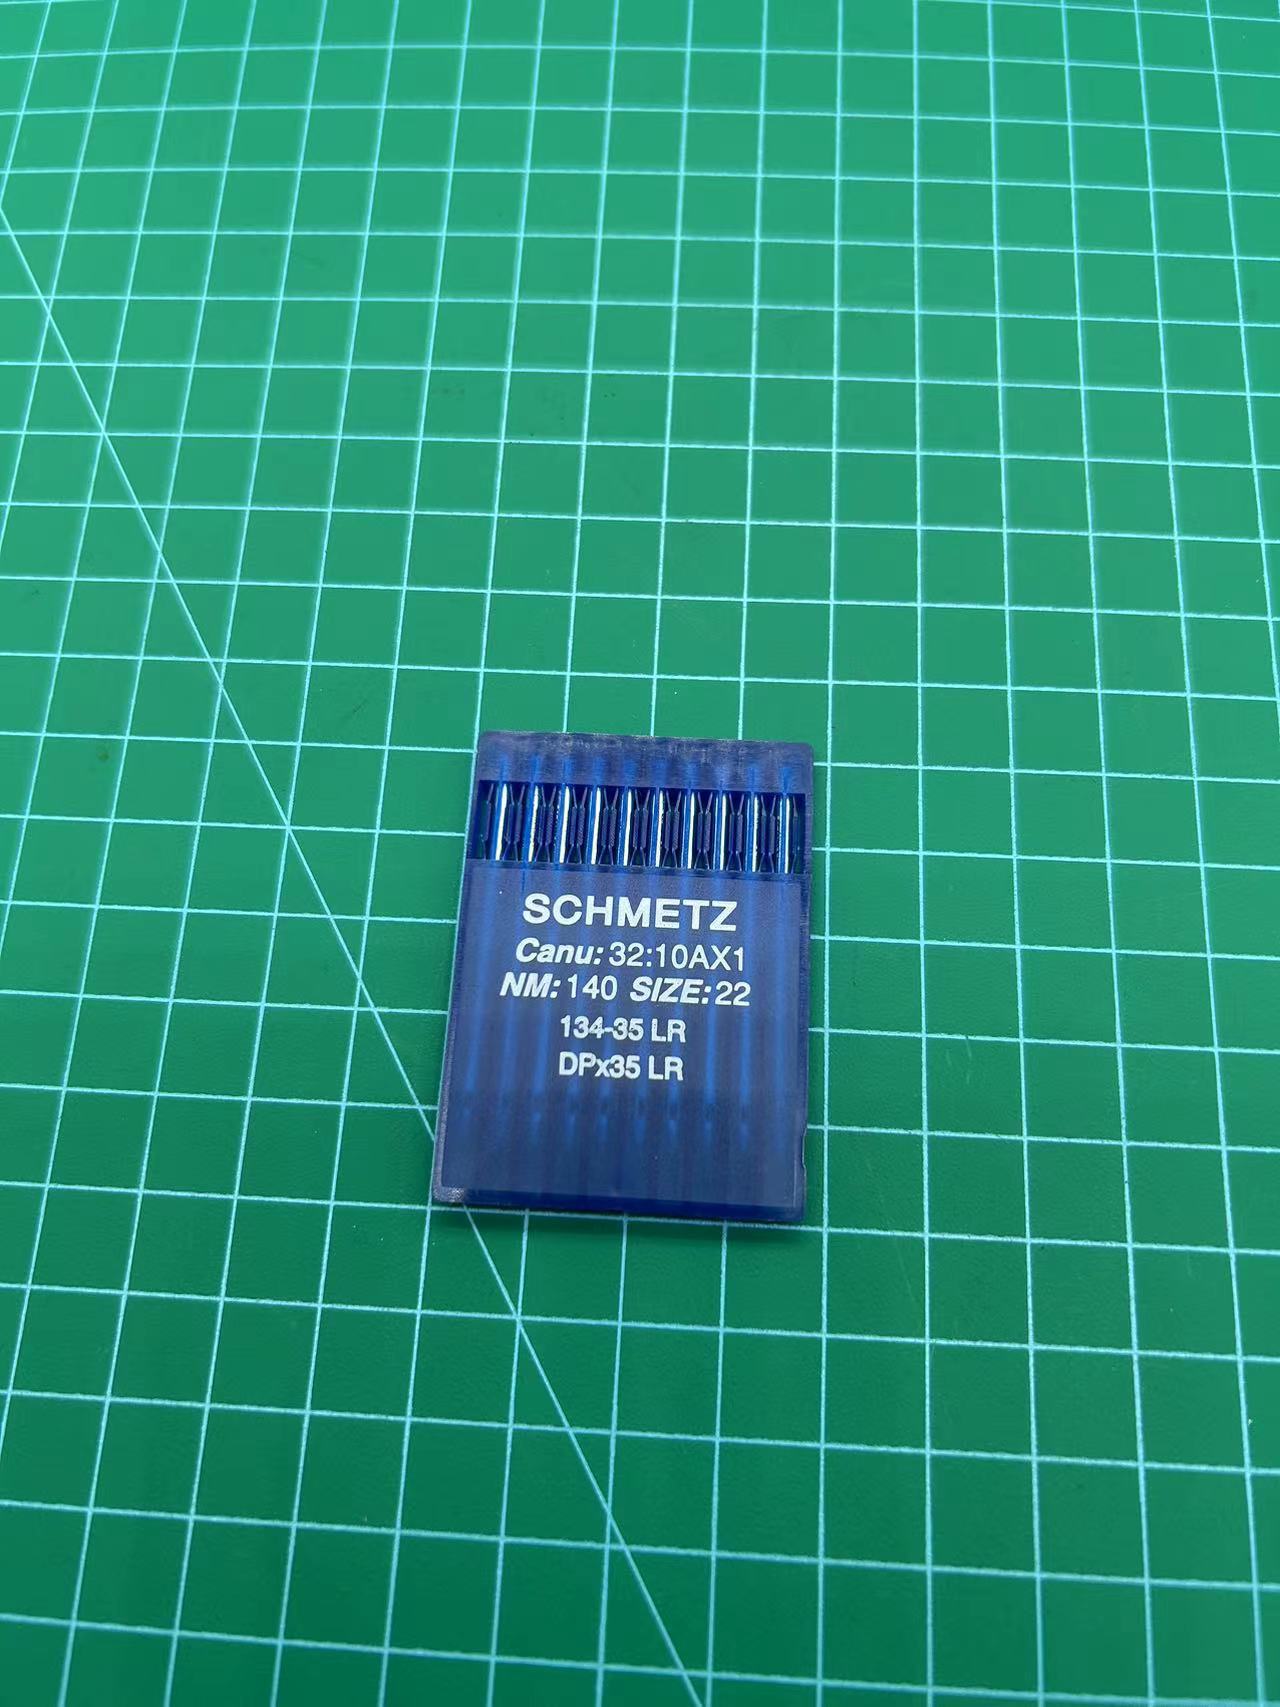 SCHMETZ
Canu: 32:10AX1
NM: 140 SIZE: 22
134-35 LR
DPx35 LR